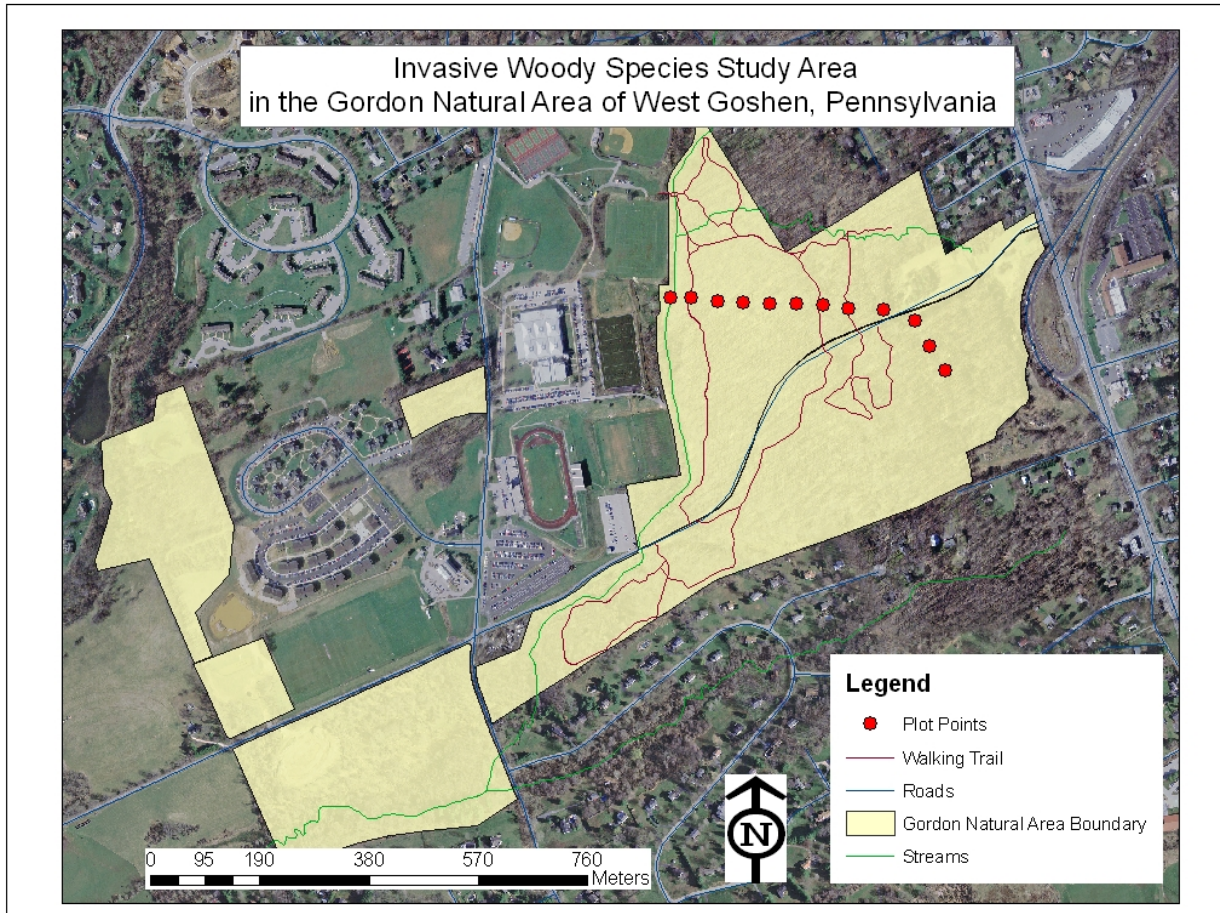 Invasive Woody Species Study Area
in the Gordon Natural Area of West Goshen, Pennsylvania
Legend
Plot Points
Walking Trail
Roads
Gordon Natural Area Boundary
Streams
N
0 95 190 380 570 760
Meters